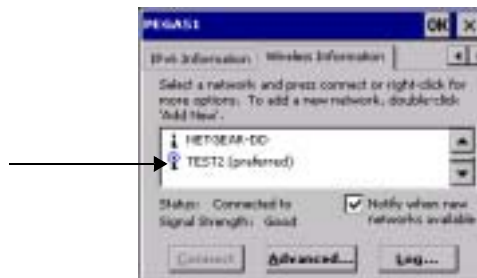 PEGAS1 OK ×
IPv6 Information Wireless Information
Select a network and press connect or right-click for
more options. To add a new network, double-click
'Add New'.
NETGEAR-DD
TEST2 (preferred)
Status: Connected to
Signal Strength: Good
Notify when new
networks available
Connect Advanced... Log...